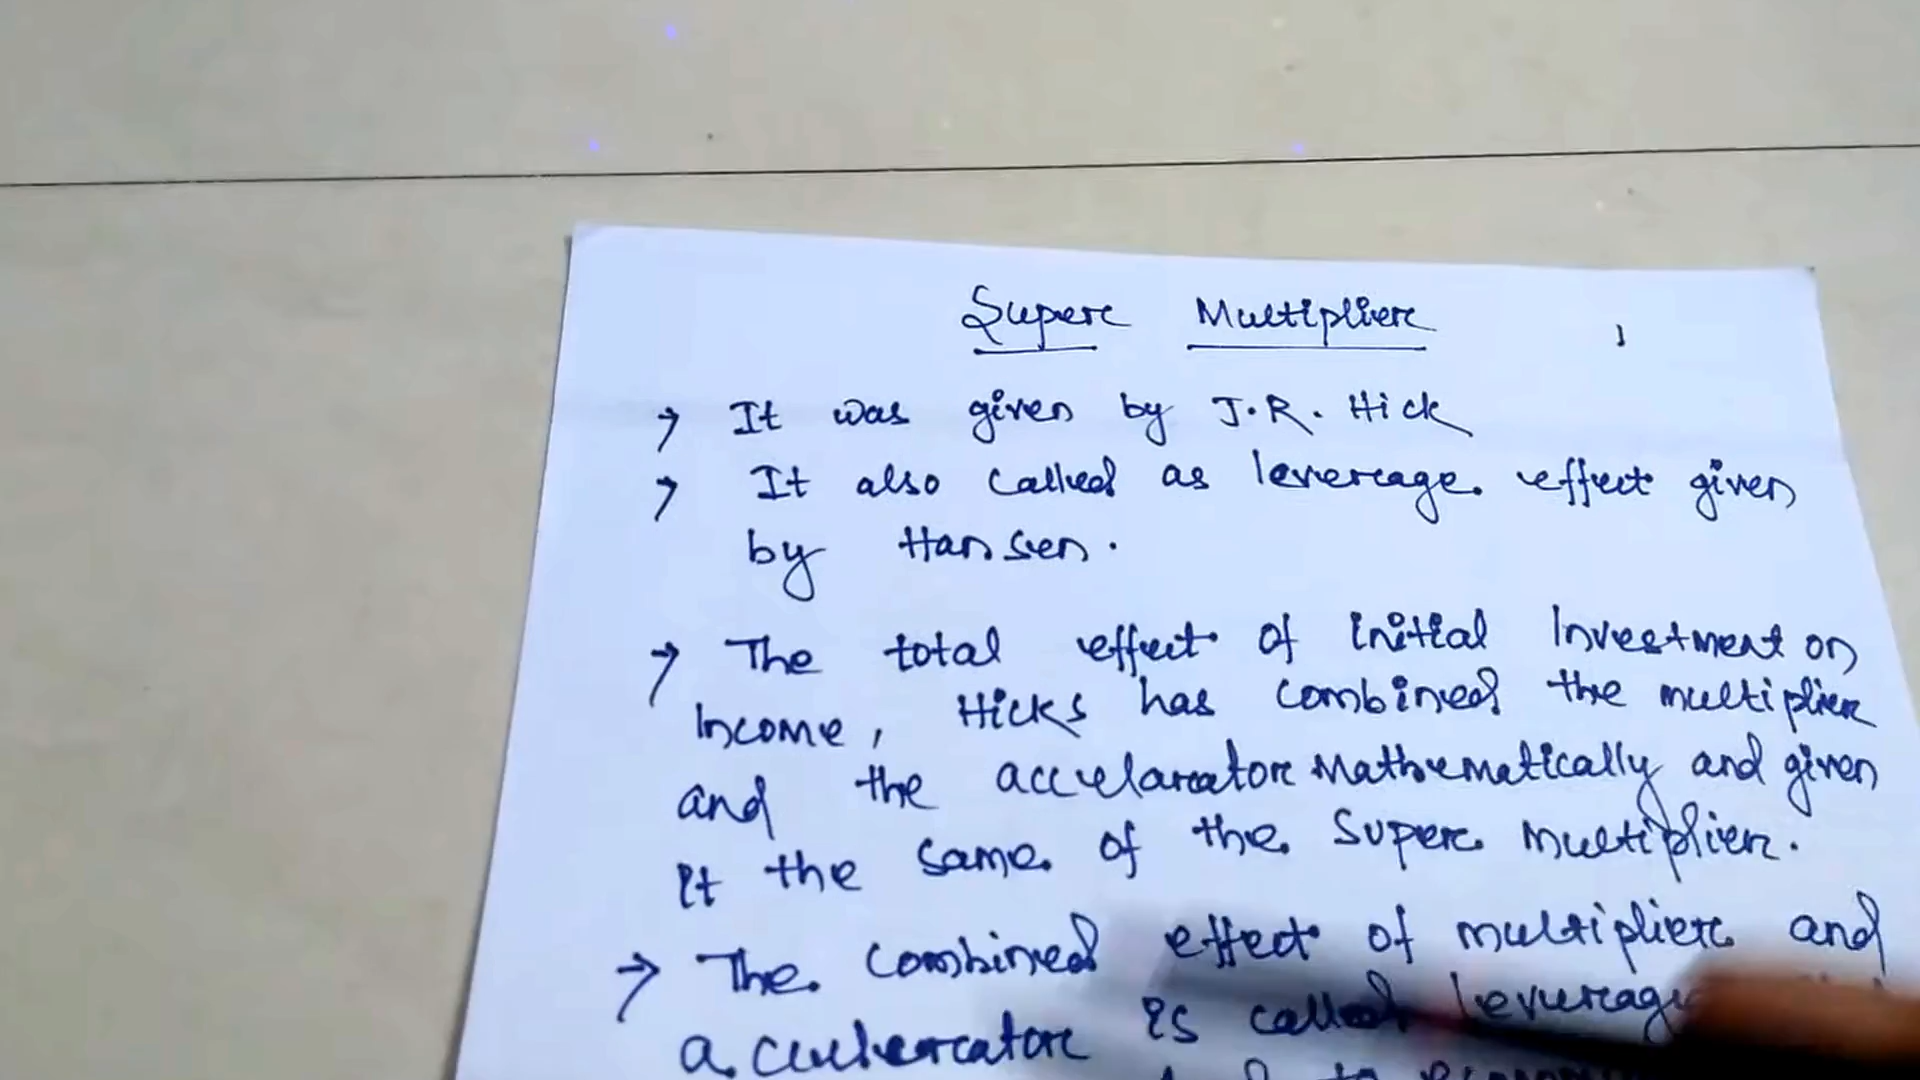 Super Multiplier
1
→ It was given by J.R. Hick
→ It also called as leverage effect given
by Hansen.
→ The total effect of initial Investment on
Income, Hicks has combined the multiplier
and the accelarator Mathematically and given
it the same of the super multiplier.
→ The combined effect of multiplier and
accelerator is called leverage